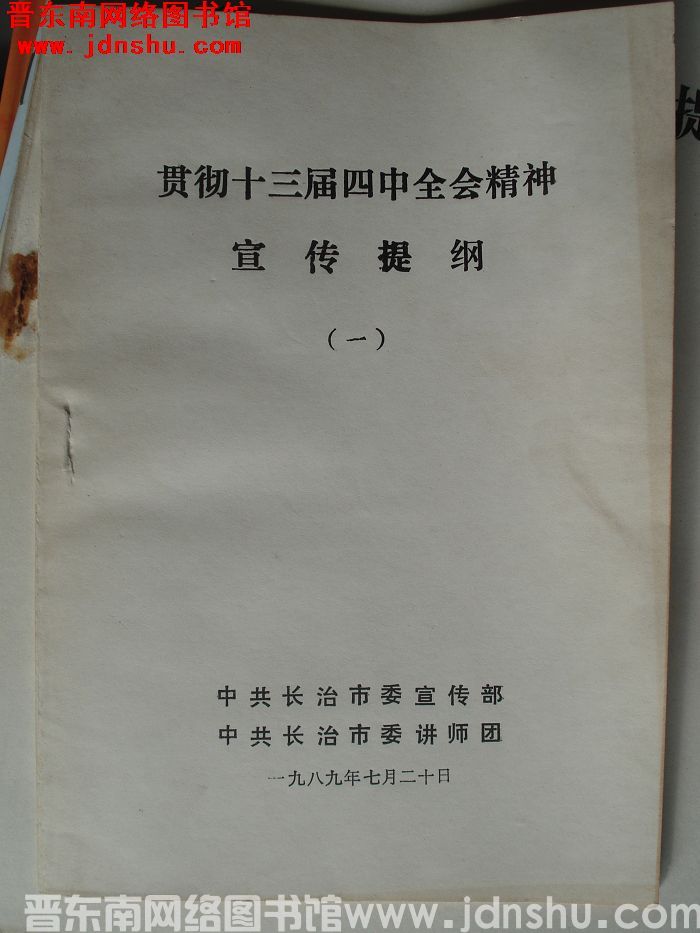 晋东南网络图书馆
www.jdnshu.com
提
贯彻十三届四中全会精神
宣传提纲
（一）
中共长治市委宣传部
中共长治市委讲师团
一九八九年七月二十日
晋东南网络图书馆www.jdnshu.com